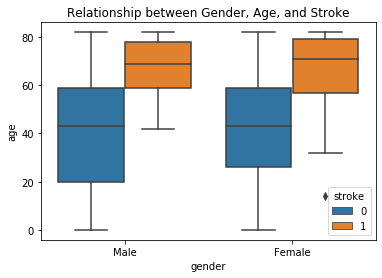 Relationship between Gender, Age, and Stroke
age
80
60
40
20
0
Male
Female
gender
stroke
0
1